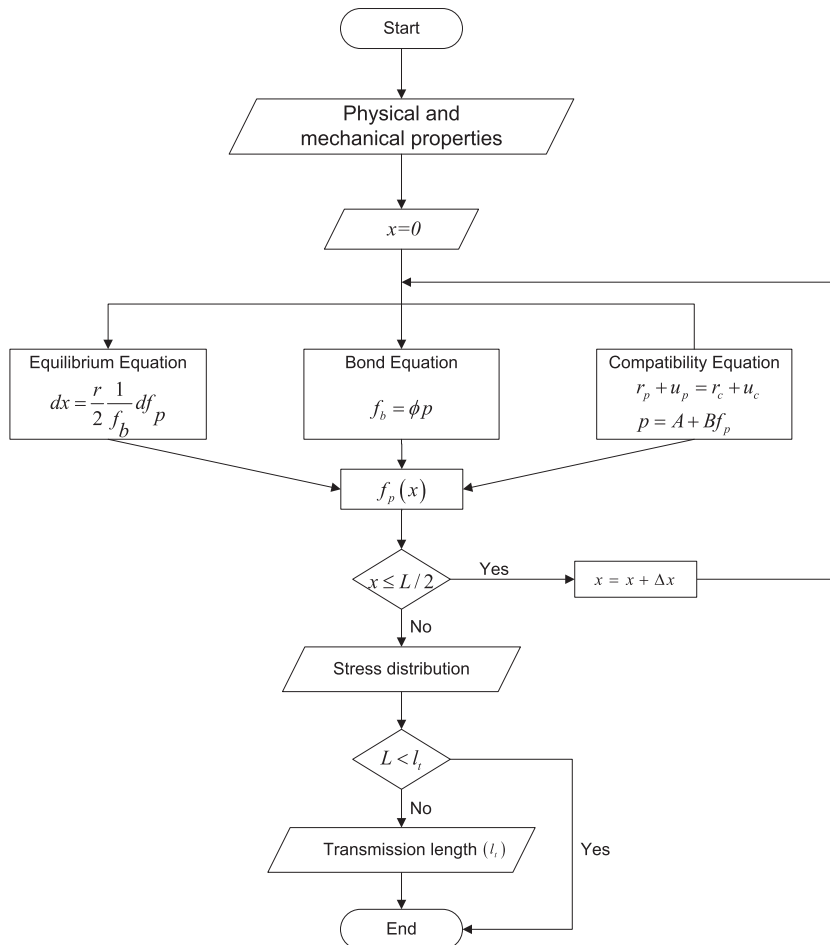 Start
Physical and
mechanical properties
x=0
Equilibrium Equation
dx = r/2 1/f_b df_p
Bond Equation
f_b = ϕp
Compatibility Equation
r_p + u_p = r_c + u_c
p = A + Bf_p
f_p(x)
x ≤ L/2
Yes
x = x + Δx
No
Stress distribution
L < l_t
No
Transmission length (l_t)
Yes
End